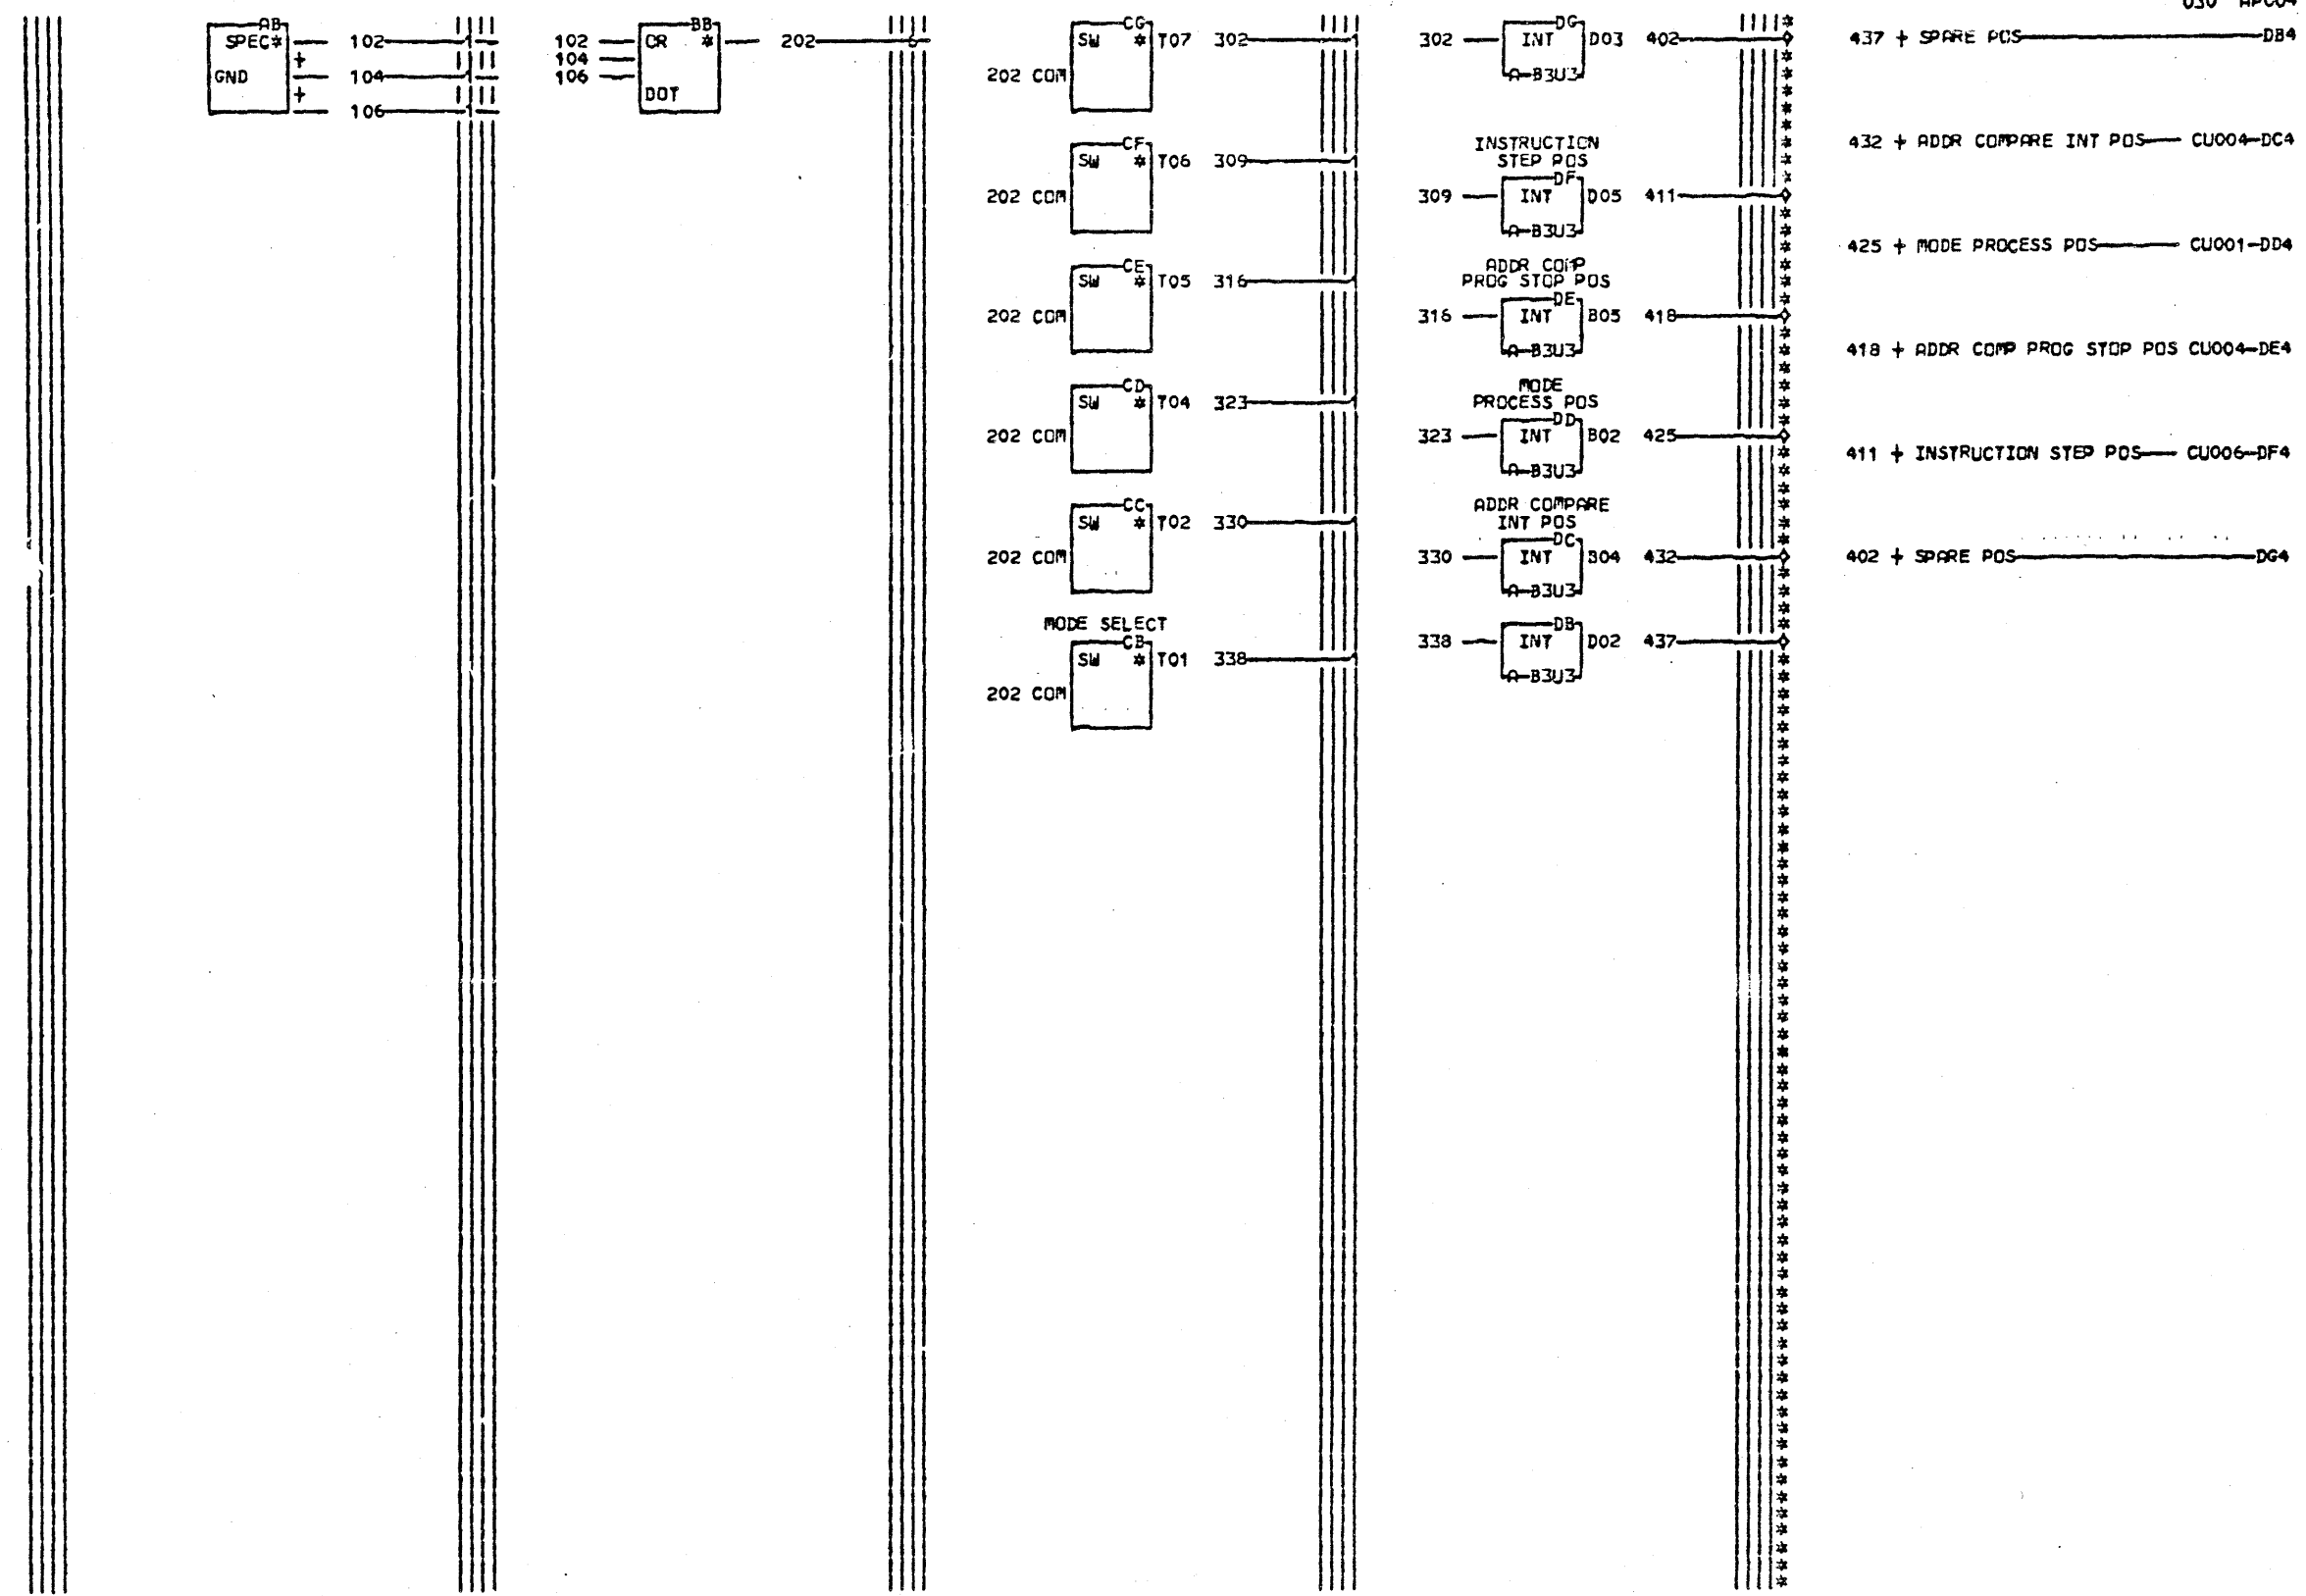 AB
SPEC* 102
+
GND 104
+
106
BB
102 CR * 202
104
106
DOT
CG
SW * T07 302
202 COM
CF
SW * T06 309
202 COM
CE
SW * T05 316
202 COM
CD
SW * T04 323
202 COM
CC
SW * T02 330
202 COM
MODE SELECT
CB
SW * T01 338
202 COM
DG
302 INT D03 402
A-B3U3
INSTRUCTION
STEP POS
DF
309 INT D05 411
A-B3U3
ADDR COMP
PROG STOP POS
DE
316 INT B05 418
A-B3U3
MODE
PROCESS POS
DD
323 INT B02 425
A-B3U3
ADDR COMPARE
INT POS
DC
330 INT B04 432
A-B3U3
DB
338 INT D02 437
A-B3U3
437 + SPARE POS DB4
432 + ADDR COMPARE INT POS CU004-DC4
425 + MODE PROCESS POS CU001-DD4
418 + ADDR COMP PROG STOP POS CU004-DE4
411 + INSTRUCTION STEP POS CU006-DF4
402 + SPARE POS DG4